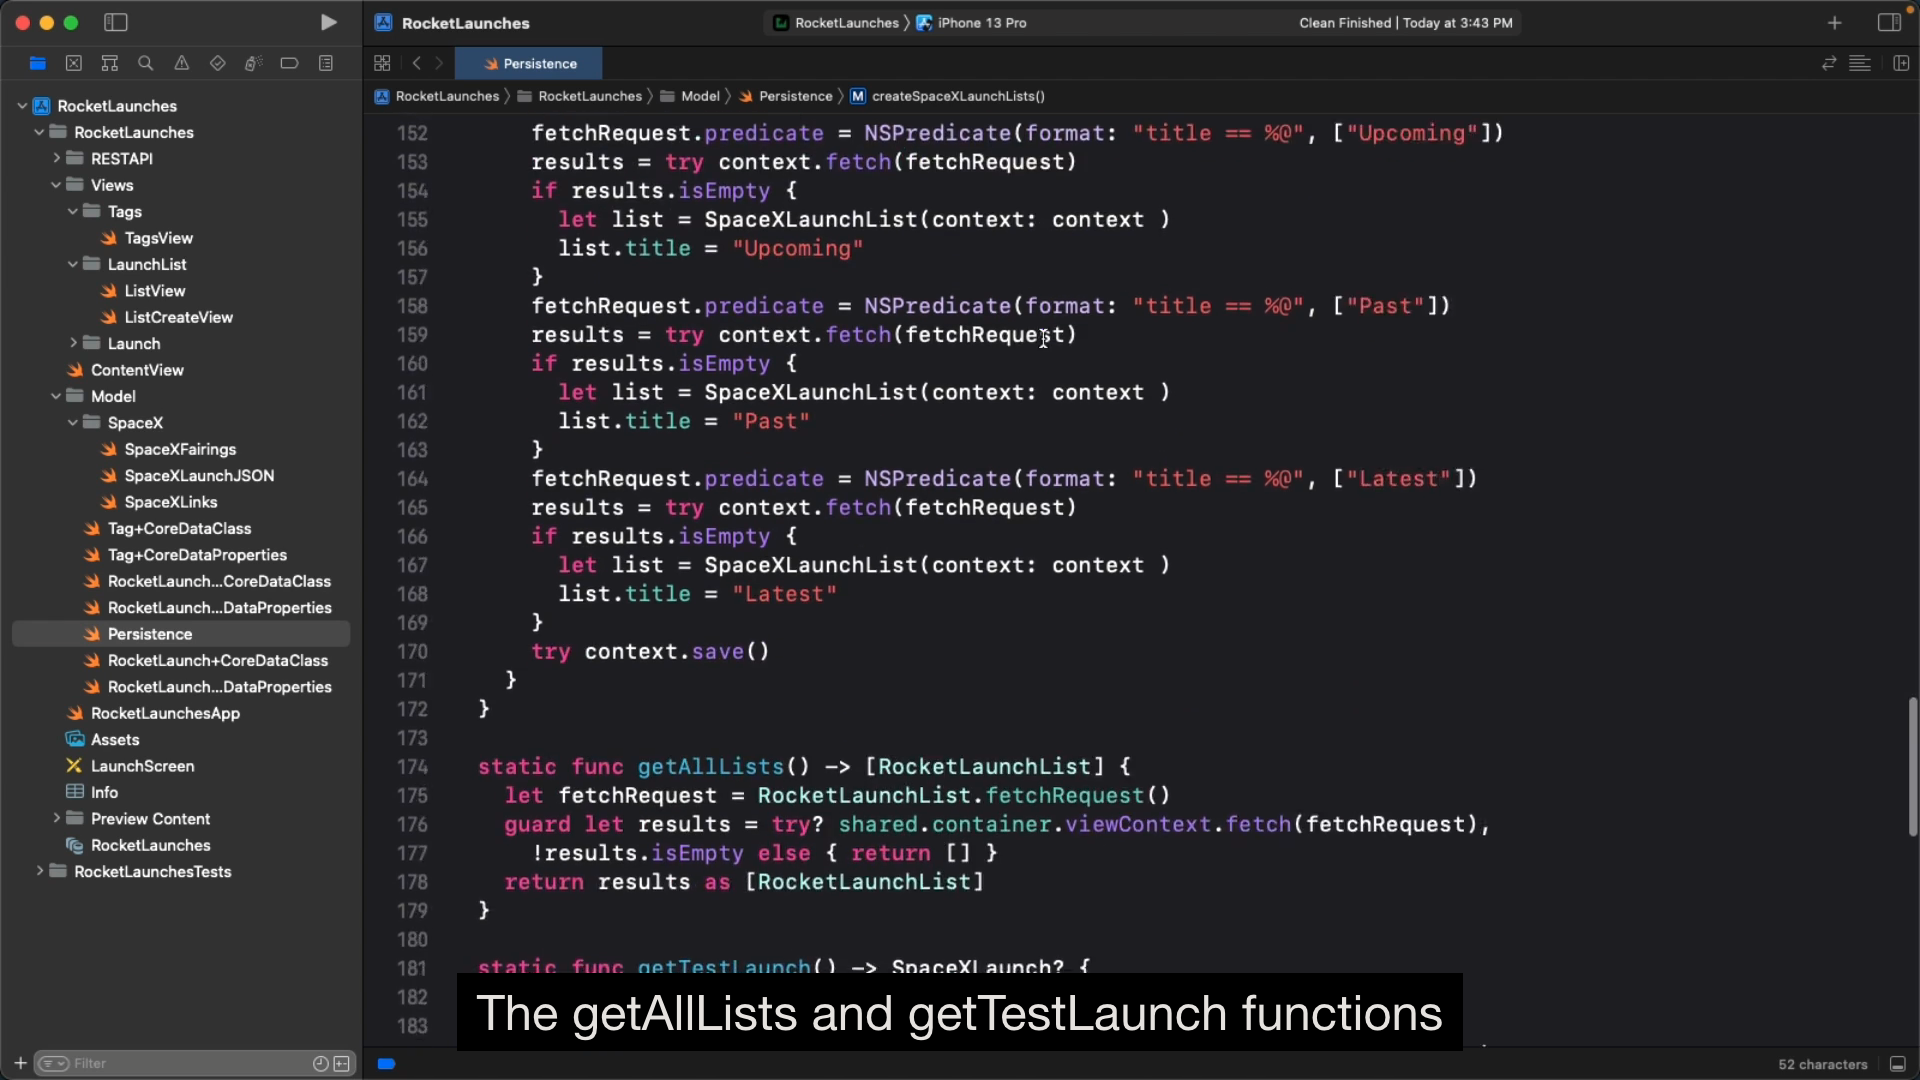 RocketLaunches
RocketLaunches
iPhone 13 Pro
Clean Finished | Today at 3:43 PM
Persistence
RocketLaunches
RocketLaunches
Model
Persistence
M
createSpaceXLaunchLists()
RocketLaunches
RocketLaunches
RESTAPI
Views
Tags
TagsView
LaunchList
ListView
ListCreateView
Launch
ContentView
Model
SpaceX
SpaceXFairings
SpaceXLaunchJSON
SpaceXLinks
Tag+CoreDataClass
Tag+CoreDataProperties
RocketLaunch...CoreDataClass
RocketLaunch...DataProperties
Persistence
RocketLaunch+CoreDataClass
RocketLaunch...DataProperties
RocketLaunchesApp
Assets
LaunchScreen
Info
Preview Content
RocketLaunches
RocketLaunchesTests
Filter
152 fetchRequest.predicate = NSPredicate(format: "title == %@", ["Upcoming"])
153 results = try context.fetch(fetchRequest)
154 if results.isEmpty {
155 let list = SpaceXLaunchList(context: context )
156 list.title = "Upcoming"
157 }
158 fetchRequest.predicate = NSPredicate(format: "title == %@", ["Past"])
159 results = try context.fetch(fetchRequest)
160 if results.isEmpty {
161 let list = SpaceXLaunchList(context: context )
162 list.title = "Past"
163 }
164 fetchRequest.predicate = NSPredicate(format: "title == %@", ["Latest"])
165 results = try context.fetch(fetchRequest)
166 if results.isEmpty {
167 let list = SpaceXLaunchList(context: context )
168 list.title = "Latest"
169 }
170 try context.save()
171 }
172 }
173
174 static func getAllLists() -> [RocketLaunchList] {
175 let fetchRequest = RocketLaunchList.fetchRequest()
176 guard let results = try? shared.container.viewContext.fetch(fetchRequest),
177 !results.isEmpty else { return [] }
178 return results as [RocketLaunchList]
179 }
180
181 static func getTestLaunch() -> SpaceXLaunch? {
182
183
The getAllLists and getTestLaunch functions
52 characters